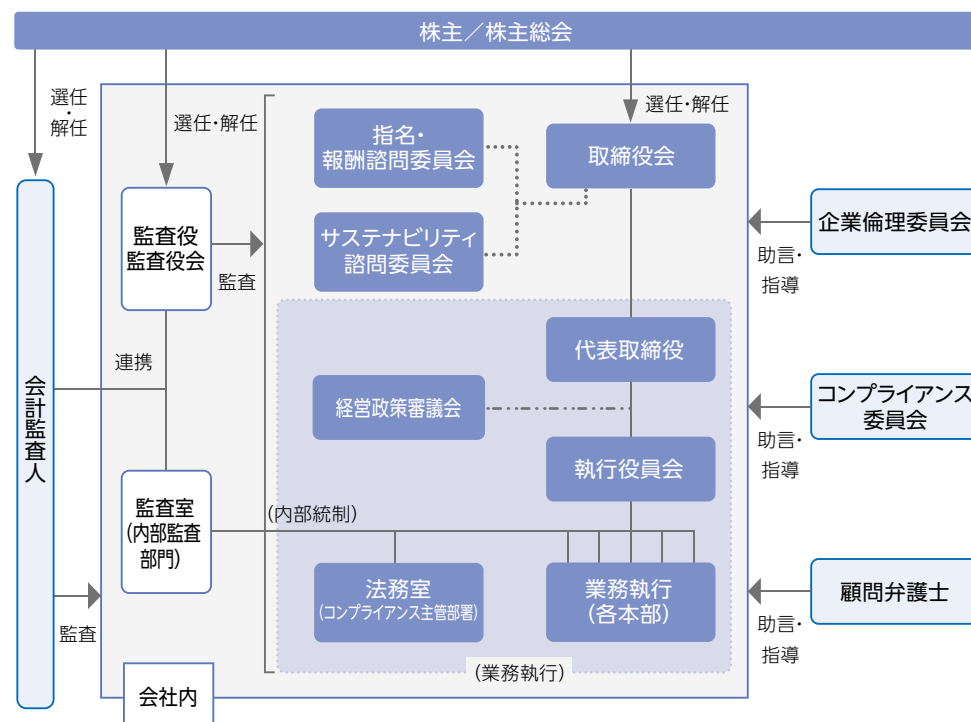 株主／株主総会
選任
・
解任
選任・解任
選任・解任
指名・
報酬諮問委員会
取締役会
監査役
監査役会
監査
サステナビリティ
諮問委員会
企業倫理委員会
助言・
指導
代表取締役
連携
会計監査人
経営政策審議会
コンプライアンス
委員会
助言・
指導
執行役員会
監査室
(内部監査
部門)
(内部統制)
法務室
(コンプライアンス主管部署)
業務執行
(各本部)
顧問弁護士
助言・
指導
監査
(業務執行)
会社内